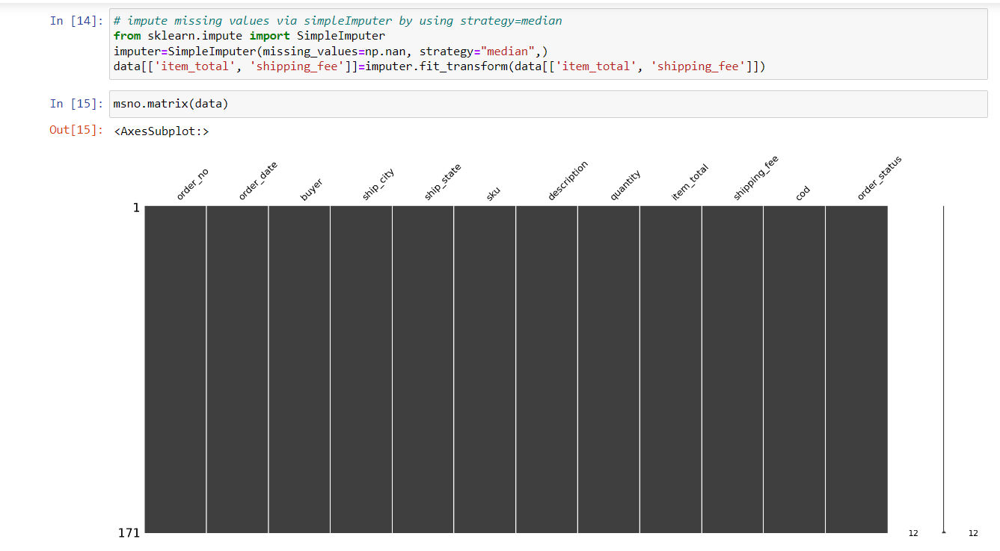 In [14]: # impute missing values via simpleImputer by using strategy=median
from sklearn.impute import SimpleImputer
imputer=SimpleImputer(missing_values=np.nan, strategy="median",)
data[['item_total', 'shipping_fee']]=imputer.fit_transform(data[['item_total', 'shipping_fee']])
In [15]: msno.matrix(data)
Out[15]: <AxesSubplot:>
order_no order_date buyer ship_city ship_state sku description quantity item_total shipping_fee cod order_status
1
171 12 12